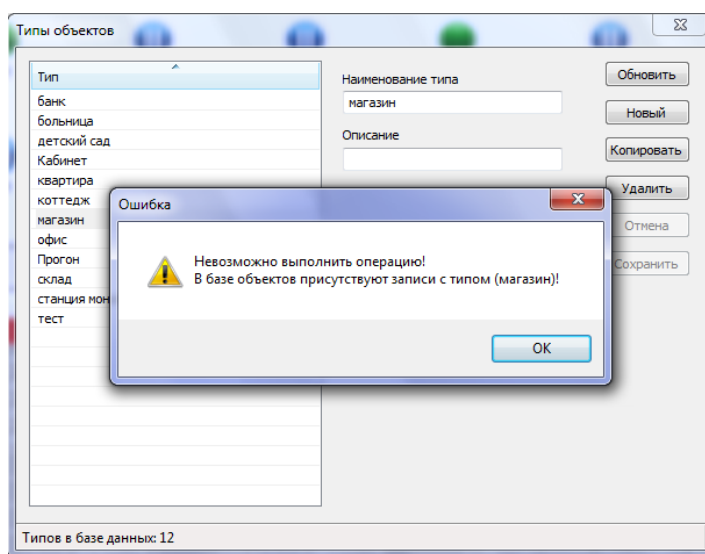 Типы объектов
Тип
банк
больница
детский сад
Кабинет
квартира
коттедж
магазин
офис
Прогон
склад
станция мон
тест
Наименование типа
магазин
Описание
Обновить
Новый
Копировать
Удалить
Отмена
Сохранить
Ошибка
Невозможно выполнить операцию!
В базе объектов присутствуют записи с типом (магазин)!
OK
Типов в базе данных: 12